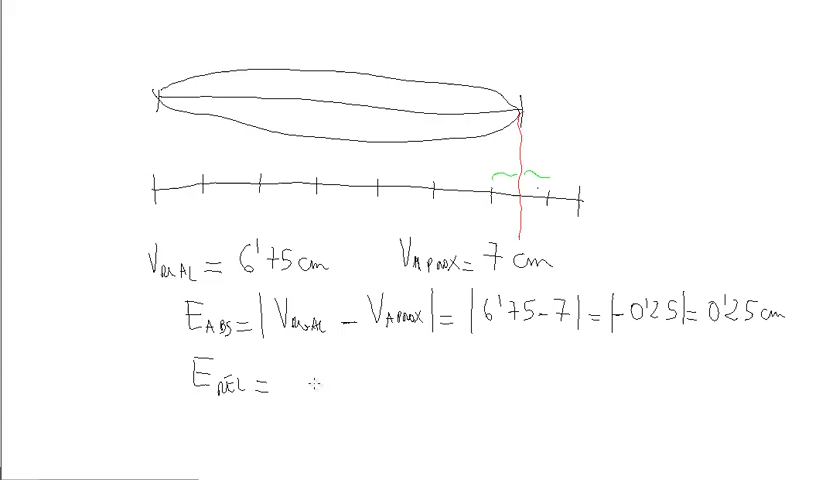 V REAL = 6'75 cm V APROX = 7 cm
E ABS = | V REAL - V APROX | = | 6'75 - 7 | = | -0'25 | = 0'25 cm
E REL =